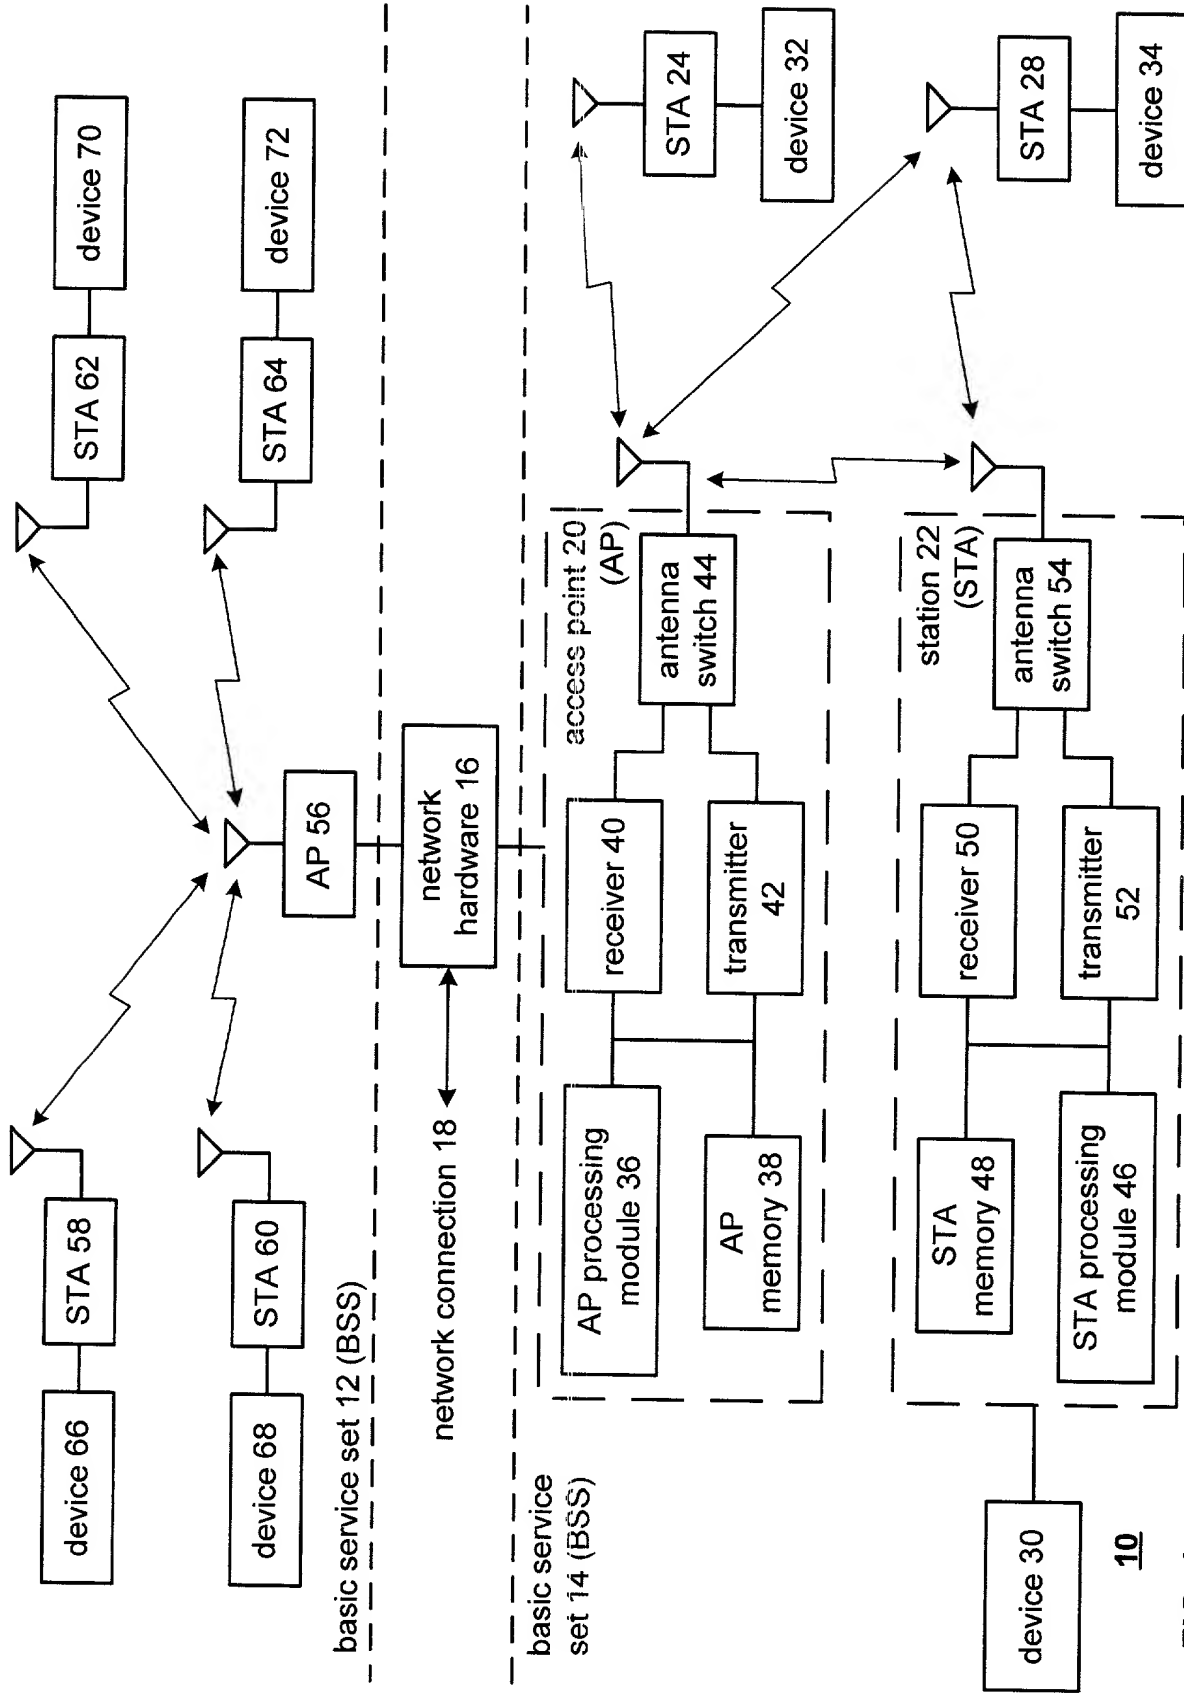 device 66
STA 58
STA 62
device 70
device 68
STA 60
STA 64
device 72
AP 56
basic service set 12 (BSS)
network connection 18
network
hardware 16
basic service
set 14 (BSS)
access point 20
(AP)
AP processing
module 36
receiver 40
antenna
switch 44
AP
memory 38
transmitter
42
STA 24
device 32
station 22
(STA)
STA
memory 48
receiver 50
antenna
switch 54
STA processing
module 46
transmitter
52
STA 28
device 34
device 30
10